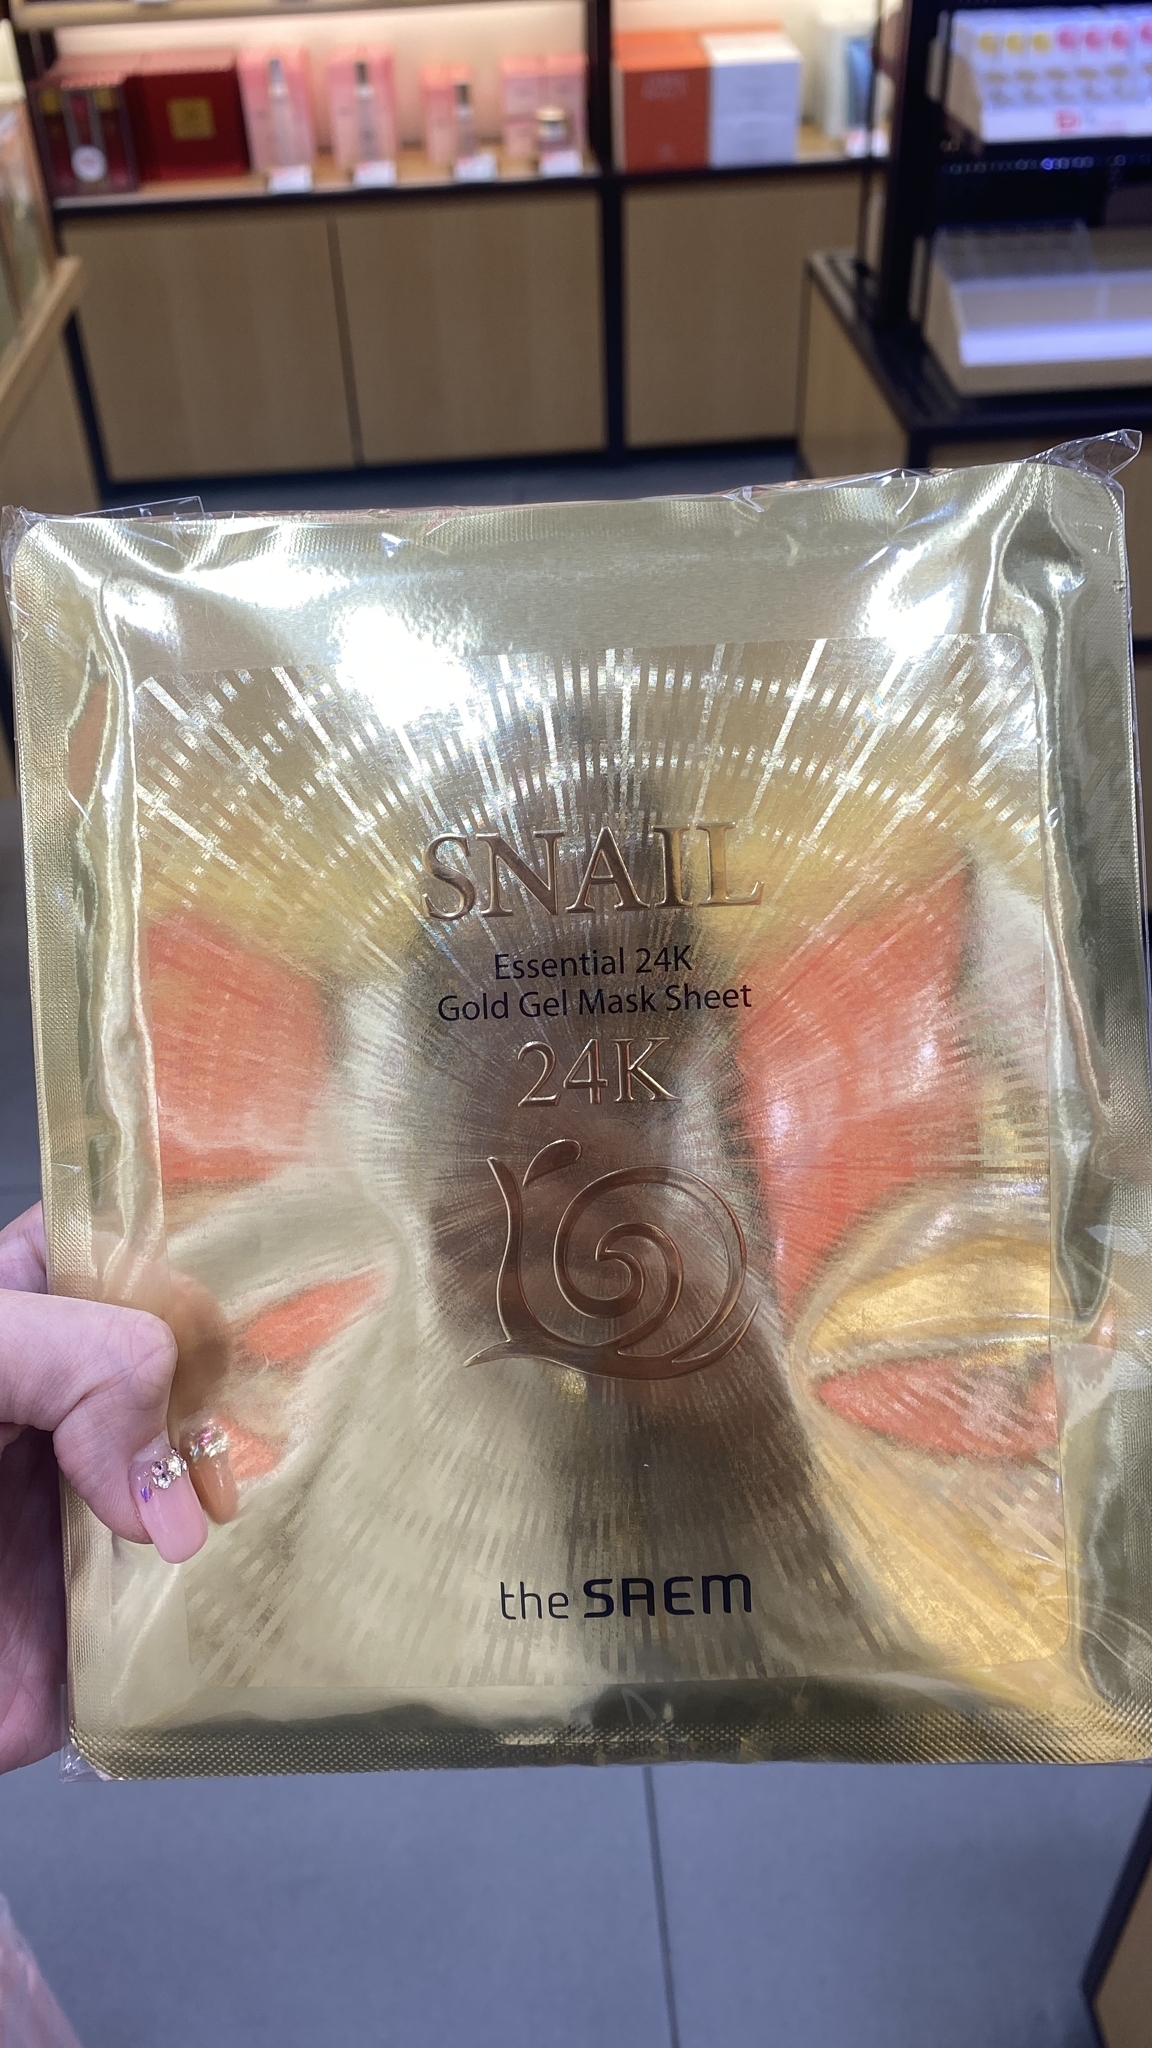 SNAIL
Essential 24K
Gold Gel Mask Sheet
24K
the SAEM